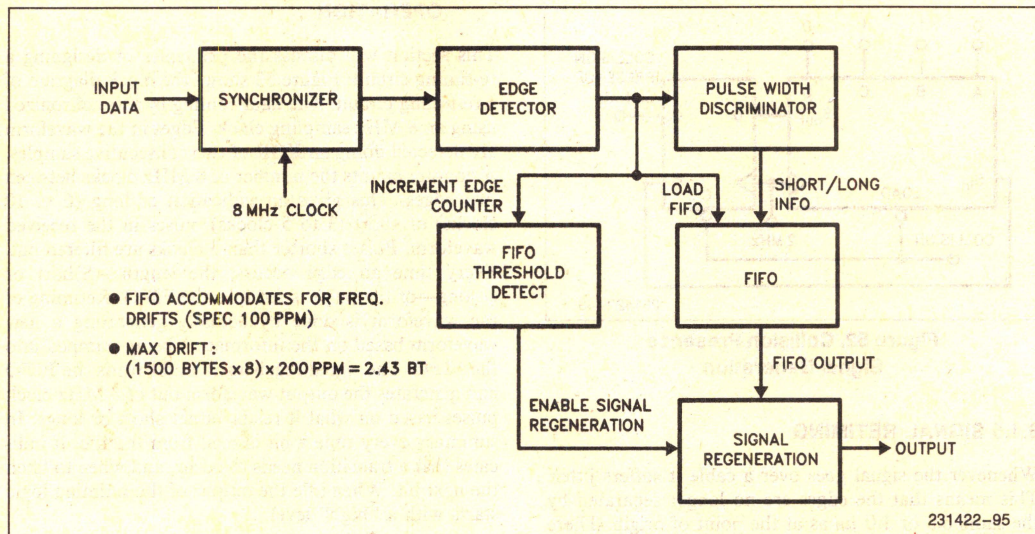 INPUT
DATA
SYNCHRONIZER
8 MHz CLOCK
EDGE
DETECTOR
PULSE WIDTH
DISCRIMINATOR
INCREMENT EDGE
COUNTER
LOAD
FIFO
SHORT/LONG
INFO
FIFO
THRESHOLD
DETECT
FIFO
● FIFO ACCOMMODATES FOR FREQ.
DRIFTS (SPEC 100 PPM)
● MAX DRIFT:
(1500 BYTES x 8) x 200 PPM = 2.43 BT
FIFO OUTPUT
ENABLE SIGNAL
REGENERATION
SIGNAL
REGENERATION
OUTPUT
231422-95